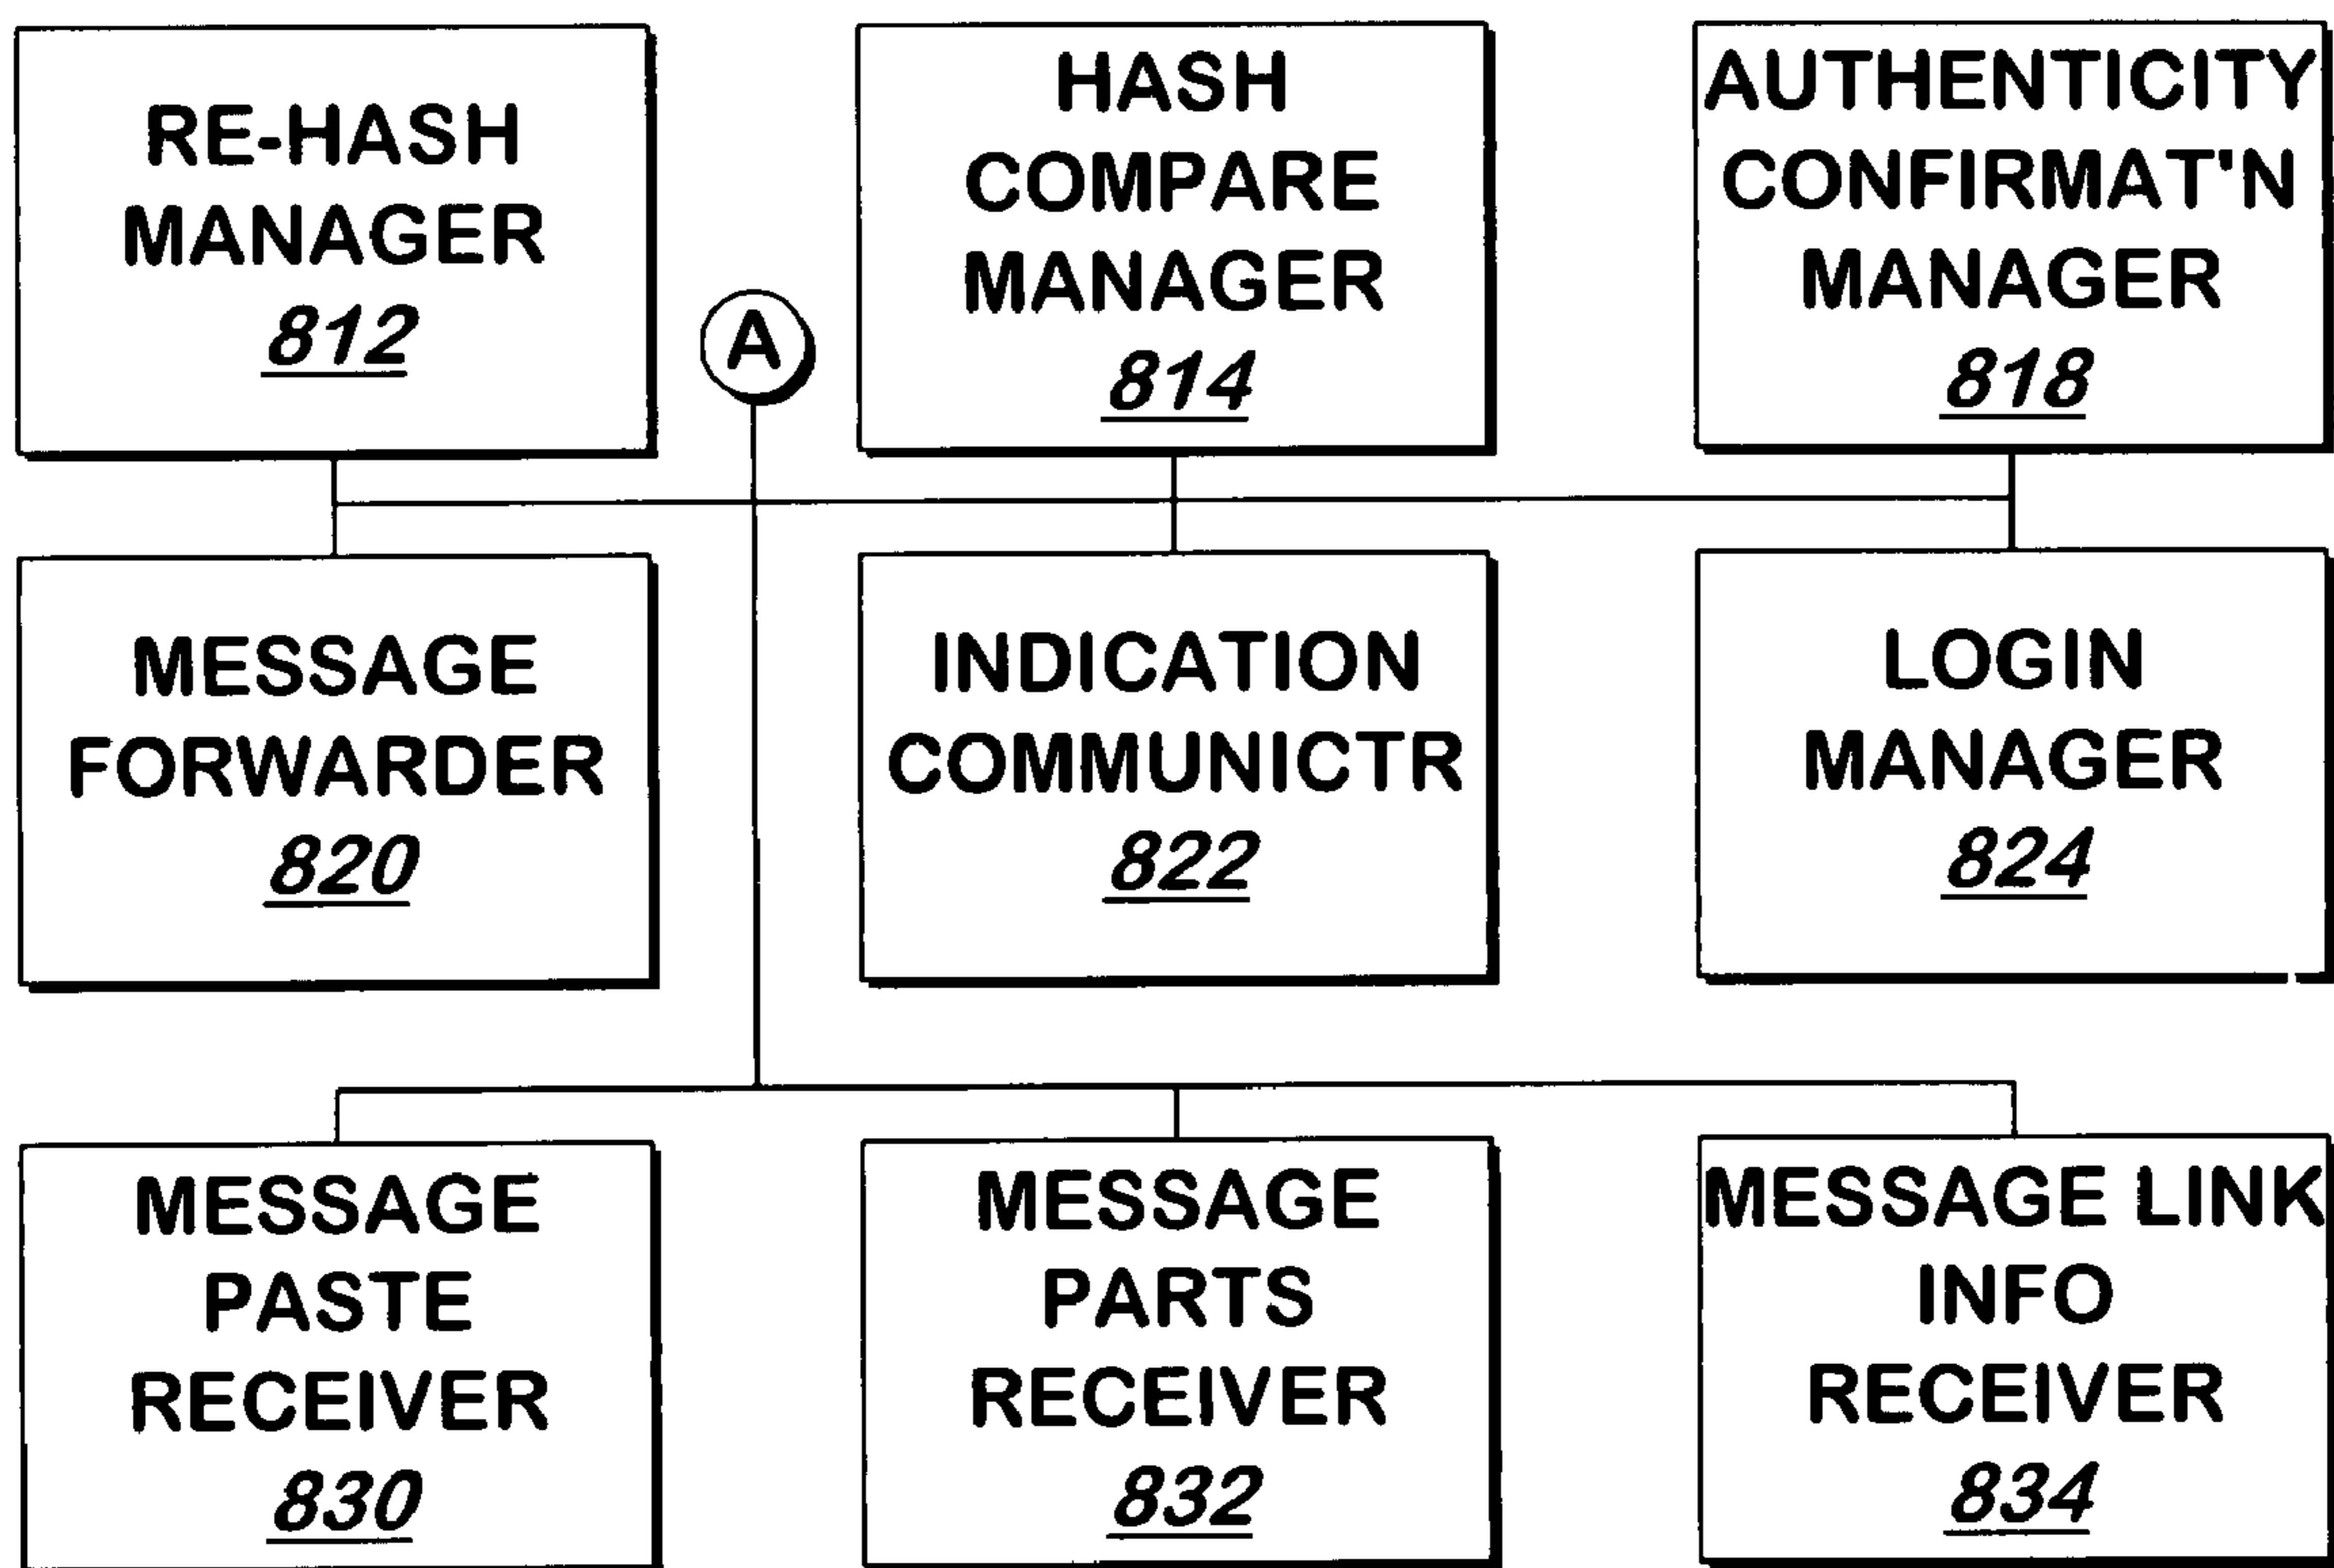 RE-HASH
MANAGER
812
A
HASH
COMPARE
MANAGER
814
AUTHENTICITY
CONFIRMAT'N
MANAGER
818
MESSAGE
FORWARDER
820
INDICATION
COMMUNICTR
822
LOGIN
MANAGER
824
MESSAGE
PASTE
RECEIVER
830
MESSAGE
PARTS
RECEIVER
832
MESSAGE LINK
INFO
RECEIVER
834